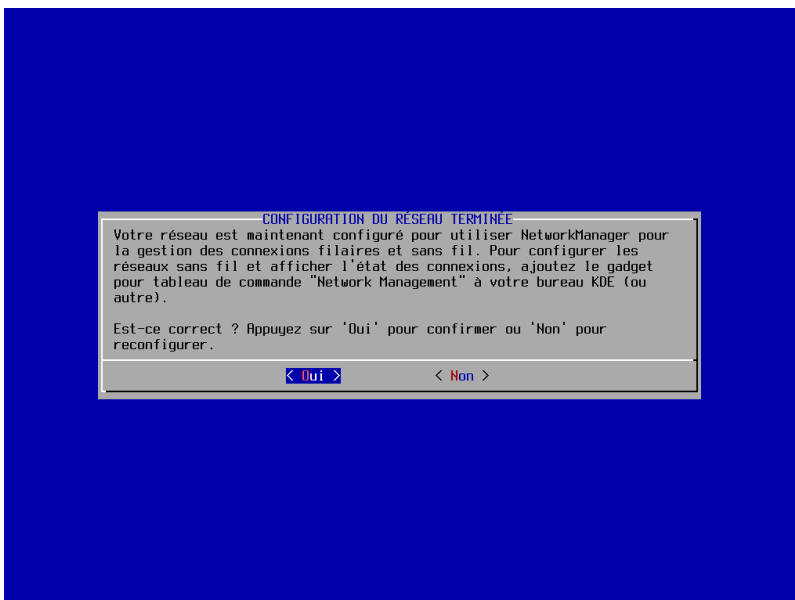 CONFIGURATION DU RÉSEAU TERMINÉE
Votre réseau est maintenant configuré pour utiliser NetworkManager pour
la gestion des connexions filaires et sans fil. Pour configurer les
réseaux sans fil et afficher l'état des connexions, ajoutez le gadget
pour tableau de commande "Network Management" à votre bureau KDE (ou
autre).
Est-ce correct ? Appuyez sur 'Oui' pour confirmer ou 'Non' pour
reconfigurer.
< Oui > < Non >